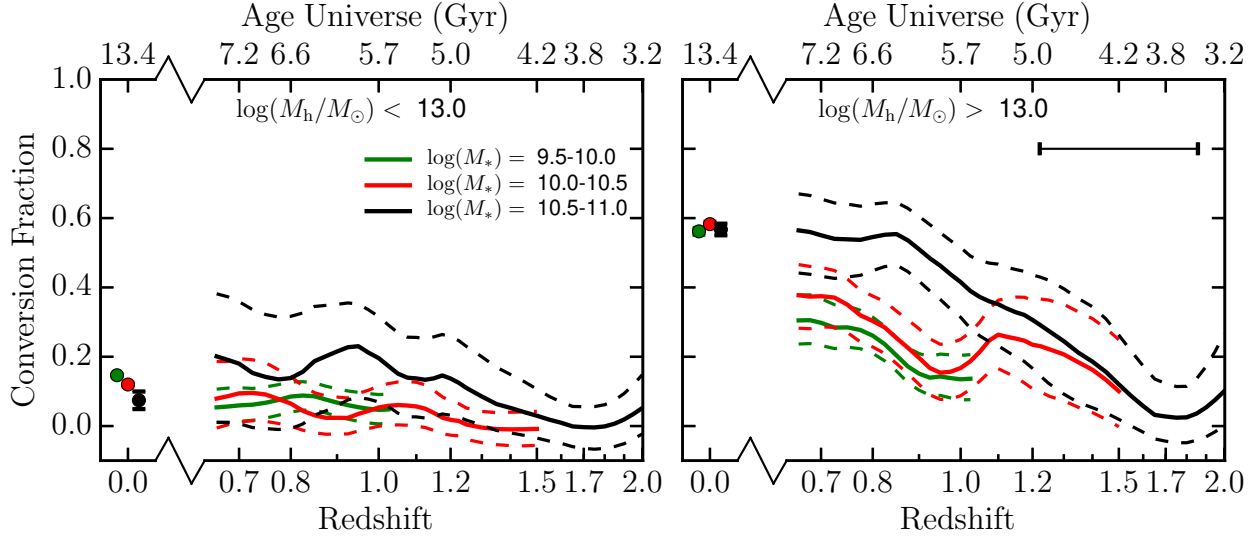 Age Universe (Gyr) Age Universe (Gyr)
13.4 7.2 6.6 5.7 5.0 4.2 3.8 3.2 13.4 7.2 6.6 5.7 5.0 4.2 3.8 3.2
1.0
log(M_h/M_⊙) < 13.0 log(M_h/M_⊙) > 13.0
0.8
log(M_*) = 9.5-10.0
log(M_*) = 10.0-10.5
log(M_*) = 10.5-11.0
0.6
0.4
0.2
0.0
Conversion Fraction
0.0 0.7 0.8 1.0 1.2 1.5 1.7 2.0 0.0 0.7 0.8 1.0 1.2 1.5 1.7 2.0
Redshift Redshift